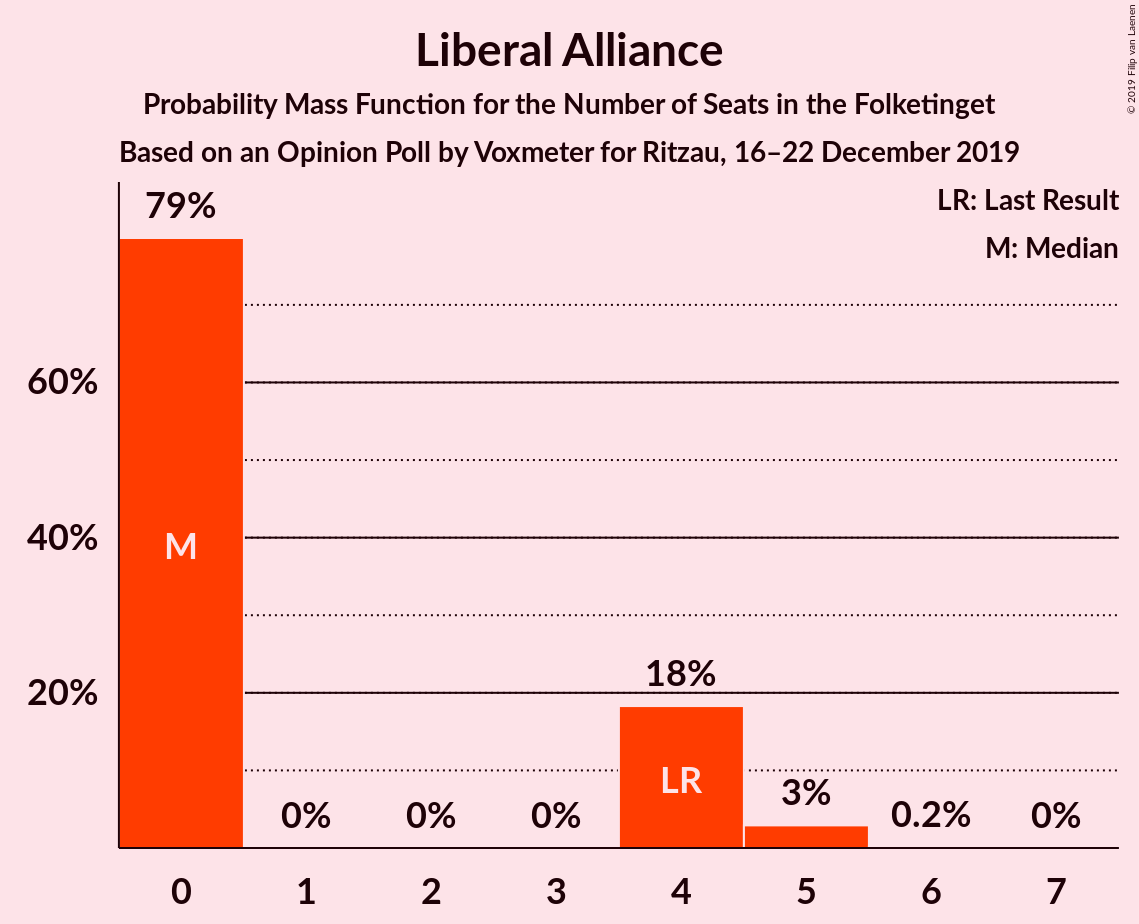 Liberal Alliance
Probability Mass Function for the Number of Seats in the Folketinget
Based on an Opinion Poll by Voxmeter for Ritzau, 16–22 December 2019
© 2019 Filip van Laenen
LR: Last Result
M: Median
79%
60%
40%
20%
M
0%
0%
0%
18%
LR
3%
0.2%
0%
0
1
2
3
4
5
6
7